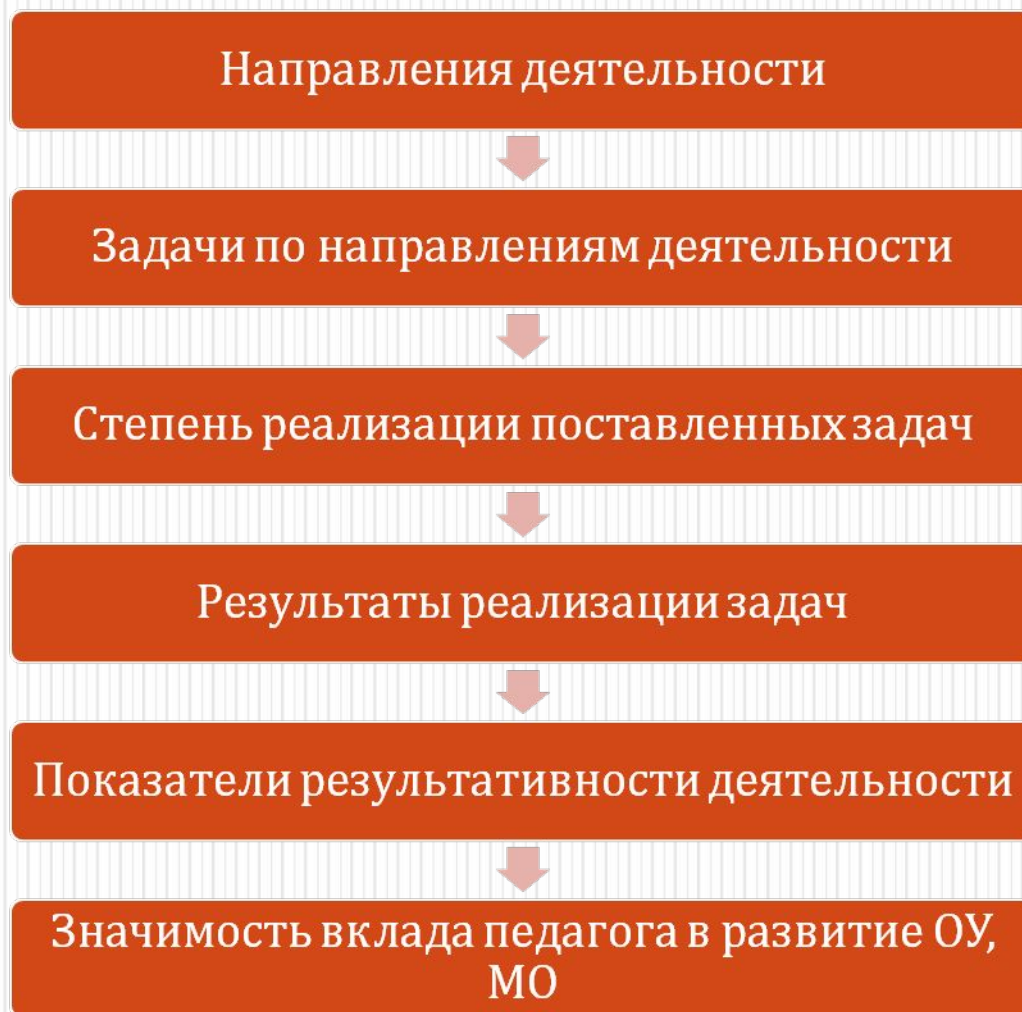 Направления деятельности
Задачи по направлениям деятельности
Степень реализации поставленных задач
Результаты реализации задач
Показатели результативности деятельности
Значимость вклада педагога в развитие ОУ,
МО